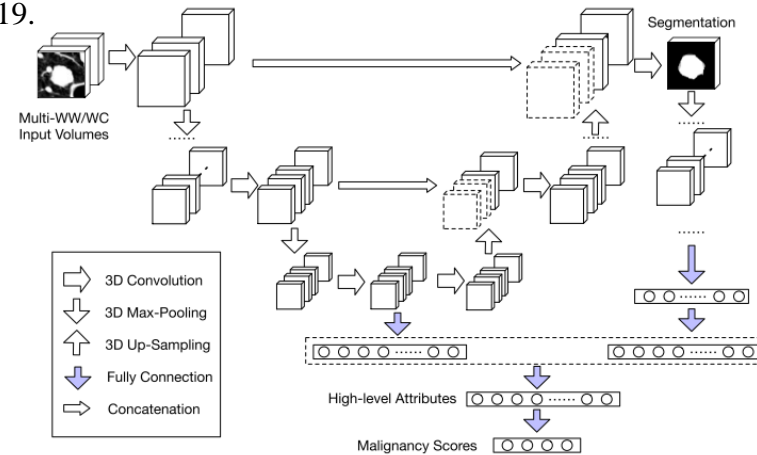 19.
Segmentation
Multi-WW/WC
Input Volumes
3D Convolution
3D Max-Pooling
3D Up-Sampling
Fully Connection
Concatenation
High-level Attributes
Malignancy Scores